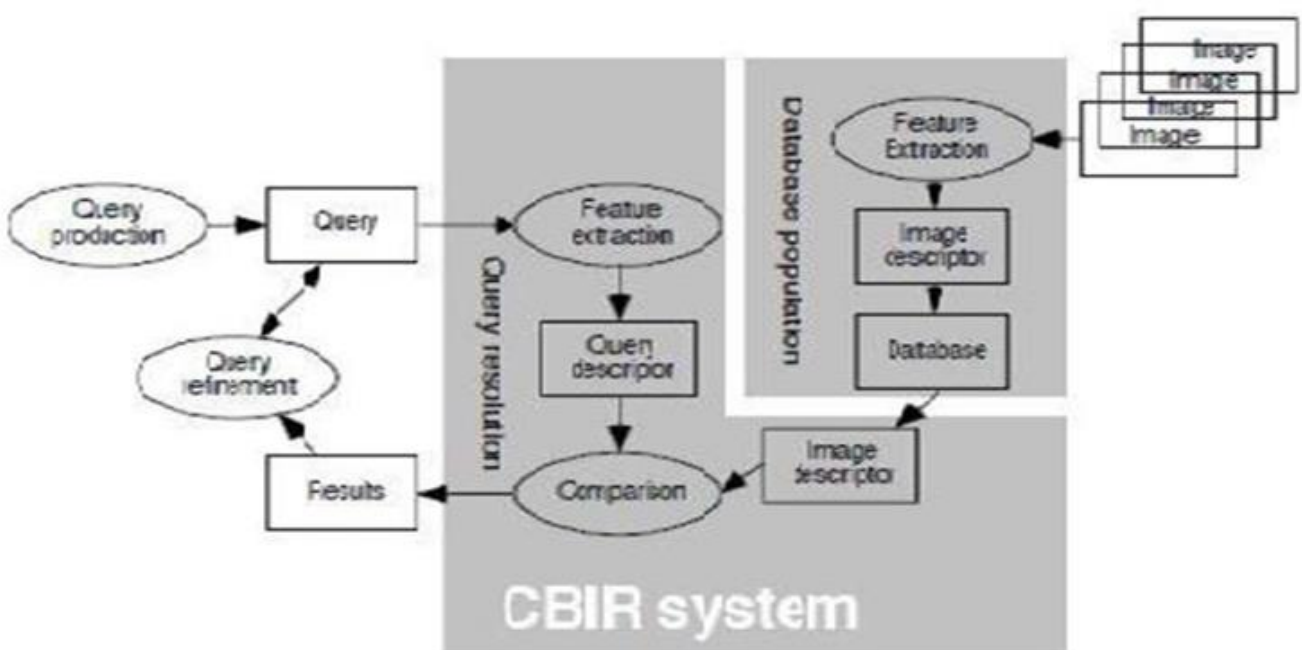 Image
Image
Image
Image
Feature
Extraction
Database population
Image
descriptor
Database
Query
production
Query
Feature
extraction
Query resolution
Query
descriptor
Query
refinement
Image
descriptor
Results
Comparison
CBIR system